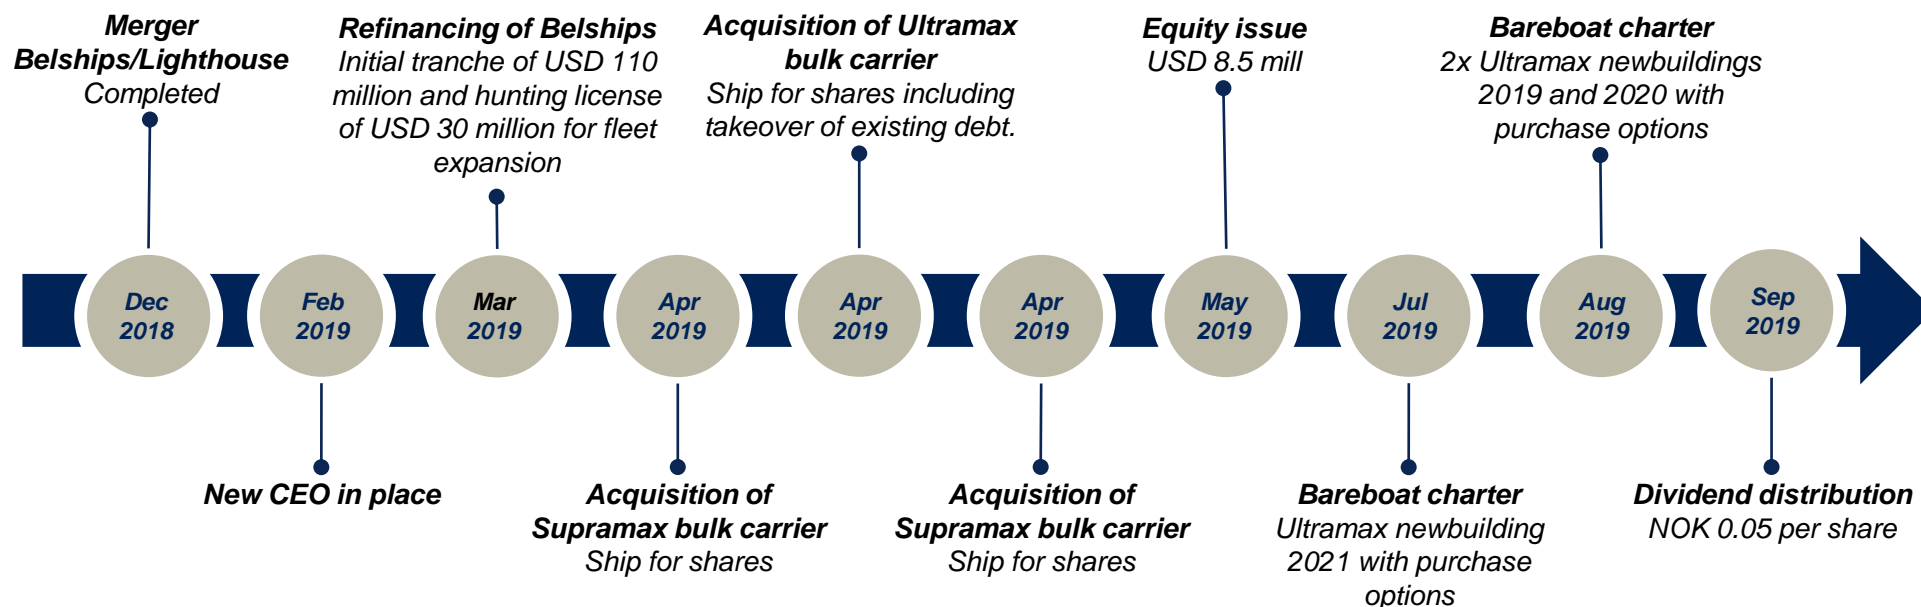 Merger
Belships/Lighthouse
Completed
Refinancing of Belships
Initial tranche of USD 110
million and hunting license
of USD 30 million for fleet
expansion
Acquisition of Ultramax
bulk carrier
Ship for shares including
takeover of existing debt.
Equity issue
USD 8.5 mill
Bareboat charter
2x Ultramax newbuildings
2019 and 2020 with
purchase options
Dec
2018
Feb
2019
Mar
2019
Apr
2019
Apr
2019
Apr
2019
May
2019
Jul
2019
Aug
2019
Sep
2019
New CEO in place
Acquisition of
Supramax bulk carrier
Ship for shares
Acquisition of
Supramax bulk carrier
Ship for shares
Bareboat charter
Ultramax newbuilding
2021 with purchase
options
Dividend distribution
NOK 0.05 per share